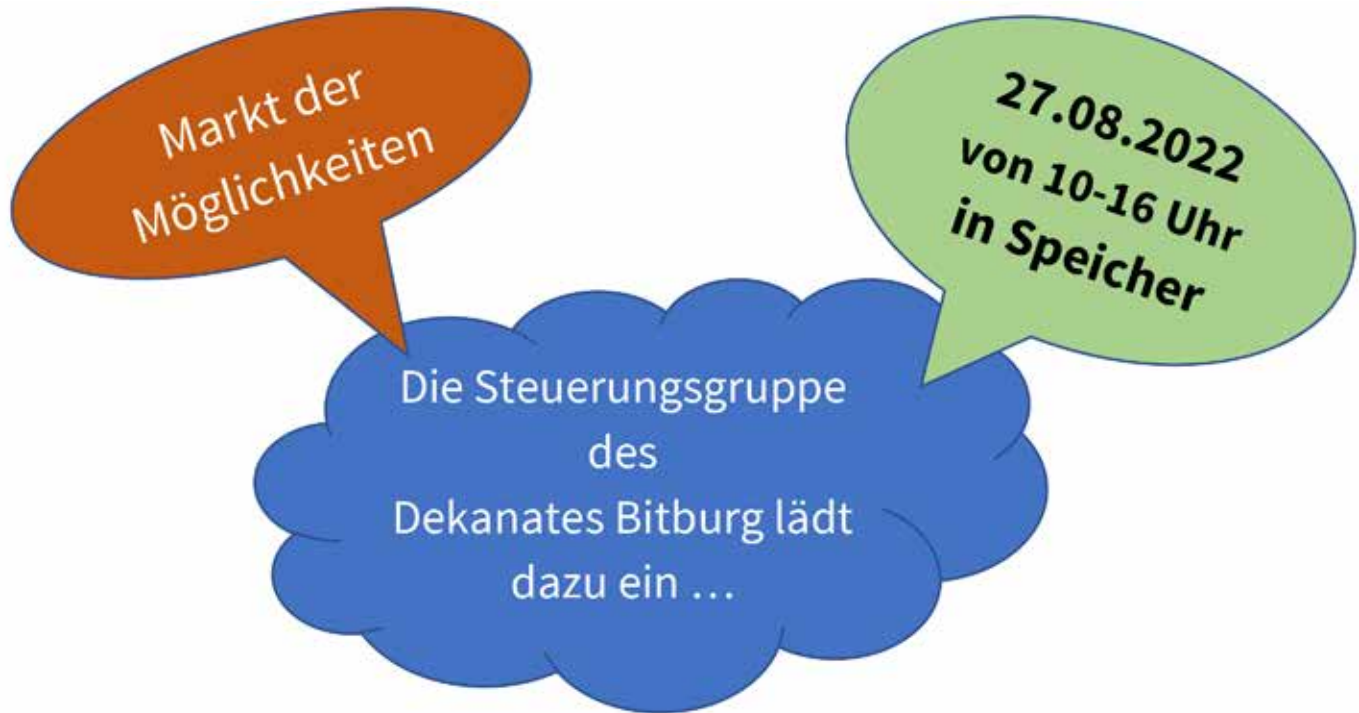 Markt der
Möglichkeiten
27.08.2022
von 10-16 Uhr
in Speicher
Die Steuerungsgruppe
des
Dekanates Bitburg lädt
dazu ein …